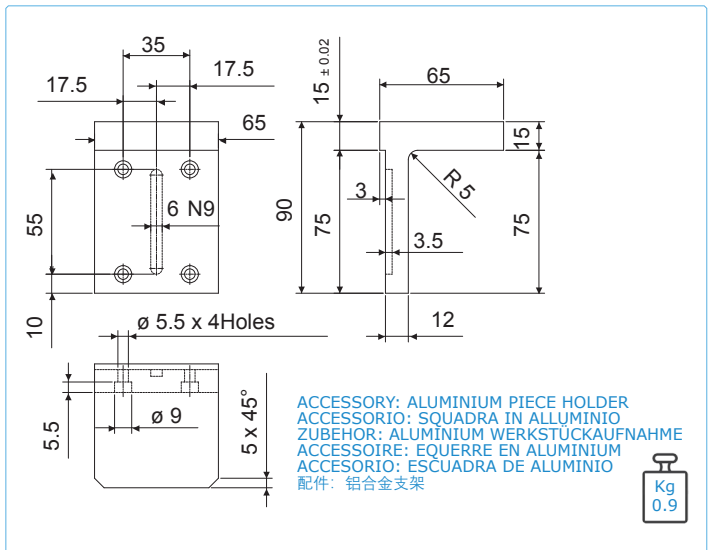 35
17.5
17.5
65
55
6 N9
10
ø 5.5 x 4Holes
ø 9
5.5
5 x 45°
15 ± 0.02
65
15
R 5
3
90
75
75
3.5
12
ACCESSORY: ALUMINIUM PIECE HOLDER
ACCESSORIO: SQUADRA IN ALLUMINIO
ZUBEHOR: ALUMINIUM WERKSTÜCKAUFNAHME
ACCESSOIRE: EQUERRE EN ALUMINIUM
ACCESORIO: ESCUADRA DE ALUMINIO
配件: 铝合金支架
Kg
0.9